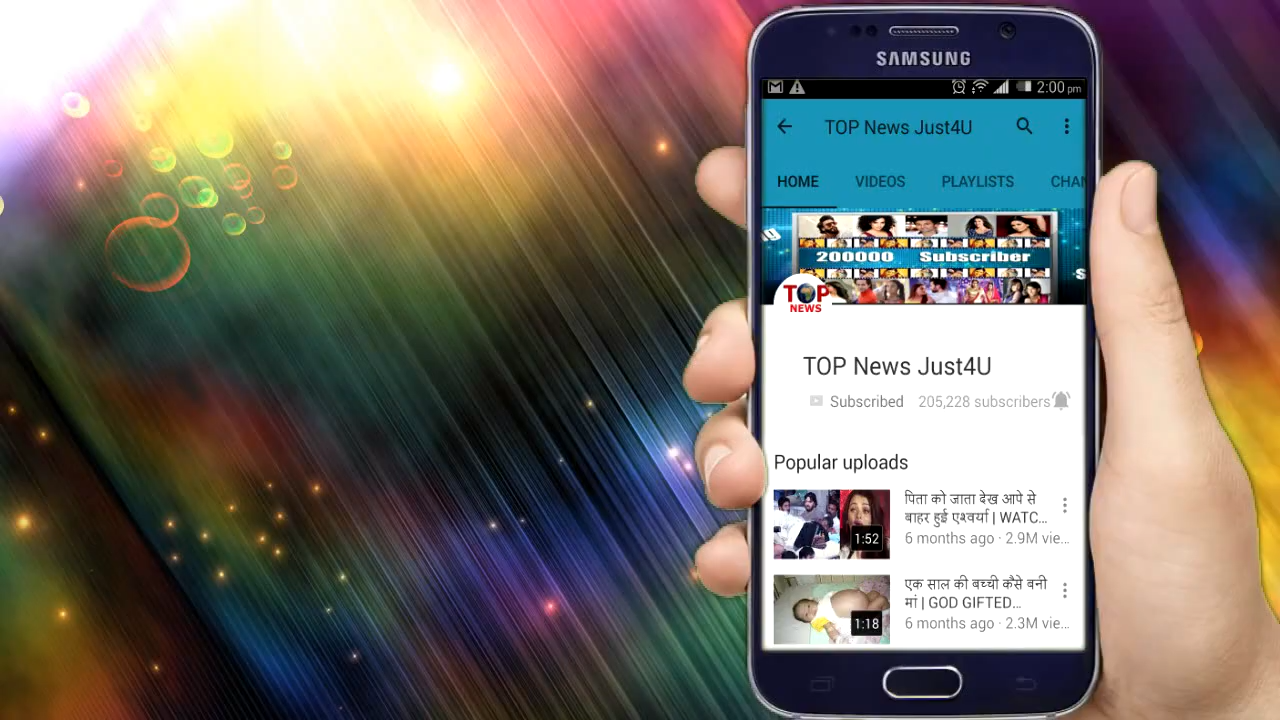 SAMSUNG
2:00 pm
TOP News Just4U
HOME VIDEOS PLAYLISTS CHAN
200000 Subscriber
TOP
NEWS
TOP News Just4U
Subscribed 205,228 subscribers
Popular uploads
पिता को जाता देख आपे से
बाहर हुई एश्वर्या | WATC...
1:52
6 months ago · 2.9M vie...
एक साल की बच्ची कैसे बनी
मां | GOD GIFTED...
1:18
6 months ago · 2.3M vie...